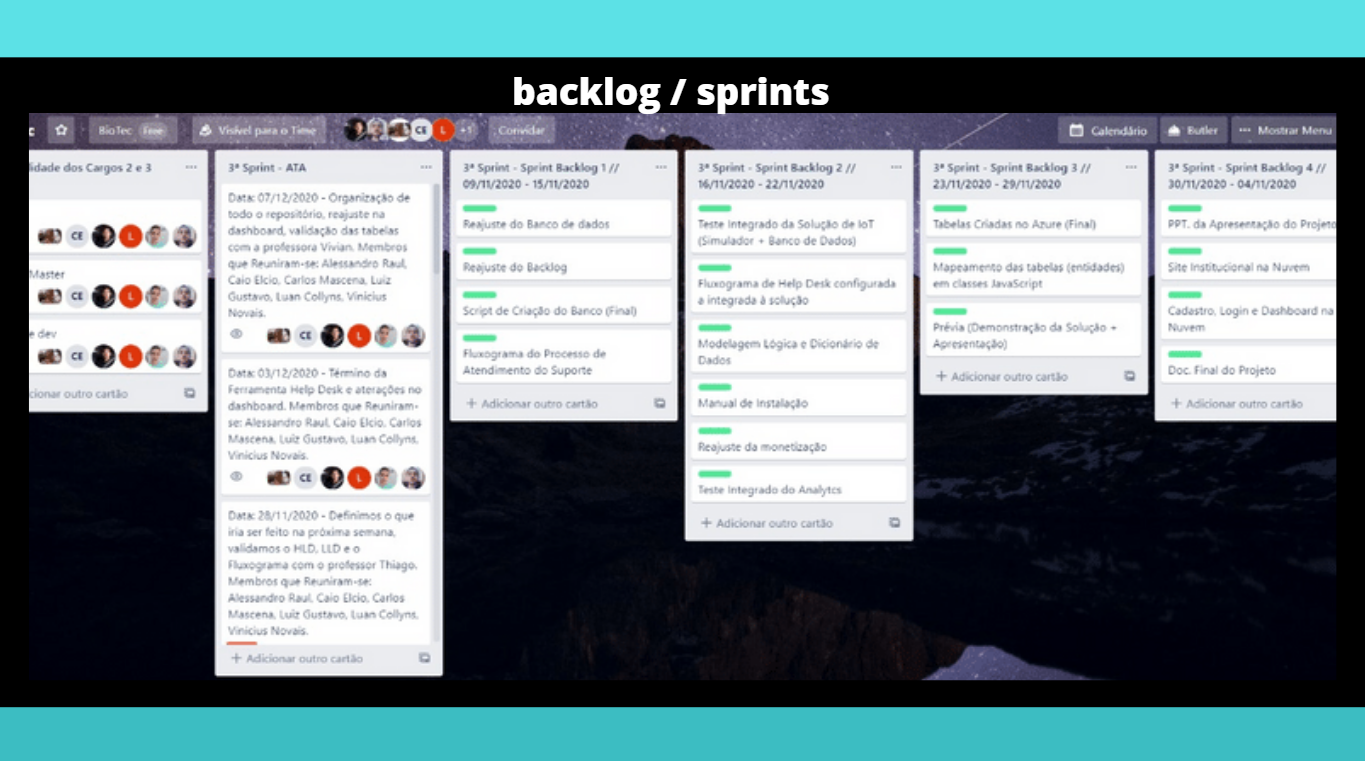 backlog / sprints
BioTec Free
Visível para o Time
CE
L
+1
Convidar
Calendário
Butler
Mostrar Menu
lidade dos Cargos 2 e 3
CE
L
Master
CE
L
e dev
CE
L
cionar outro cartão
3ª Sprint - ATA
Data: 07/12/2020 - Organização de
todo o repositório, reajuste na
dashboard, validação das tabelas
com a professora Vivian. Membros
que Reuniram-se: Alessandro Raul,
Caio Elcio, Carlos Mascena, Luiz
Gustavo, Luan Collyns, Vinicius
Novais.
CE
L
Data: 03/12/2020 - Término da
Ferramenta Help Desk e aterações no
dashboard. Membros que Reuniram-
se: Alessandro Raul, Caio Elcio, Carlos
Mascena, Luiz Gustavo, Luan Collyns,
Vinicius Novais.
CE
L
Data: 28/11/2020 - Definimos o que
iria ser feito na próxima semana,
validamos o HLD, LLD e o
Fluxograma com o professor Thiago.
Membros que Reuniram-se:
Alessandro Raul, Caio Elcio, Carlos
Mascena, Luiz Gustavo, Luan Collyns,
Vinicius Novais.
+ Adicionar outro cartão
3ª Sprint - Sprint Backlog 1 //
09/11/2020 - 15/11/2020
Reajuste do Banco de dados
Reajuste do Backlog
Script de Criação do Banco (Final)
Fluxograma do Processo de
Atendimento do Suporte
+ Adicionar outro cartão
3ª Sprint - Sprint Backlog 2 //
16/11/2020 - 22/11/2020
Teste Integrado da Solução de IoT
(Simulador + Banco de Dados)
Fluxograma de Help Desk configurada
a integrada à solução
Modelagem Lógica e Dicionário de
Dados
Manual de Instalação
Reajuste da monetização
Teste Integrado do Analytcs
+ Adicionar outro cartão
3ª Sprint - Sprint Backlog 3 //
23/11/2020 - 29/11/2020
Tabelas Criadas no Azure (Final)
Mapeamento das tabelas (entidades)
em classes JavaScript
Prévia (Demonstração da Solução +
Apresentação)
+ Adicionar outro cartão
3ª Sprint - Sprint Backlog 4 //
30/11/2020 - 04/11/2020
PPT. da Apresentação do Projeto
Site Institucional na Nuvem
Cadastro, Login e Dashboard na
Nuvem
Doc. Final do Projeto
+ Adicionar outro cartão